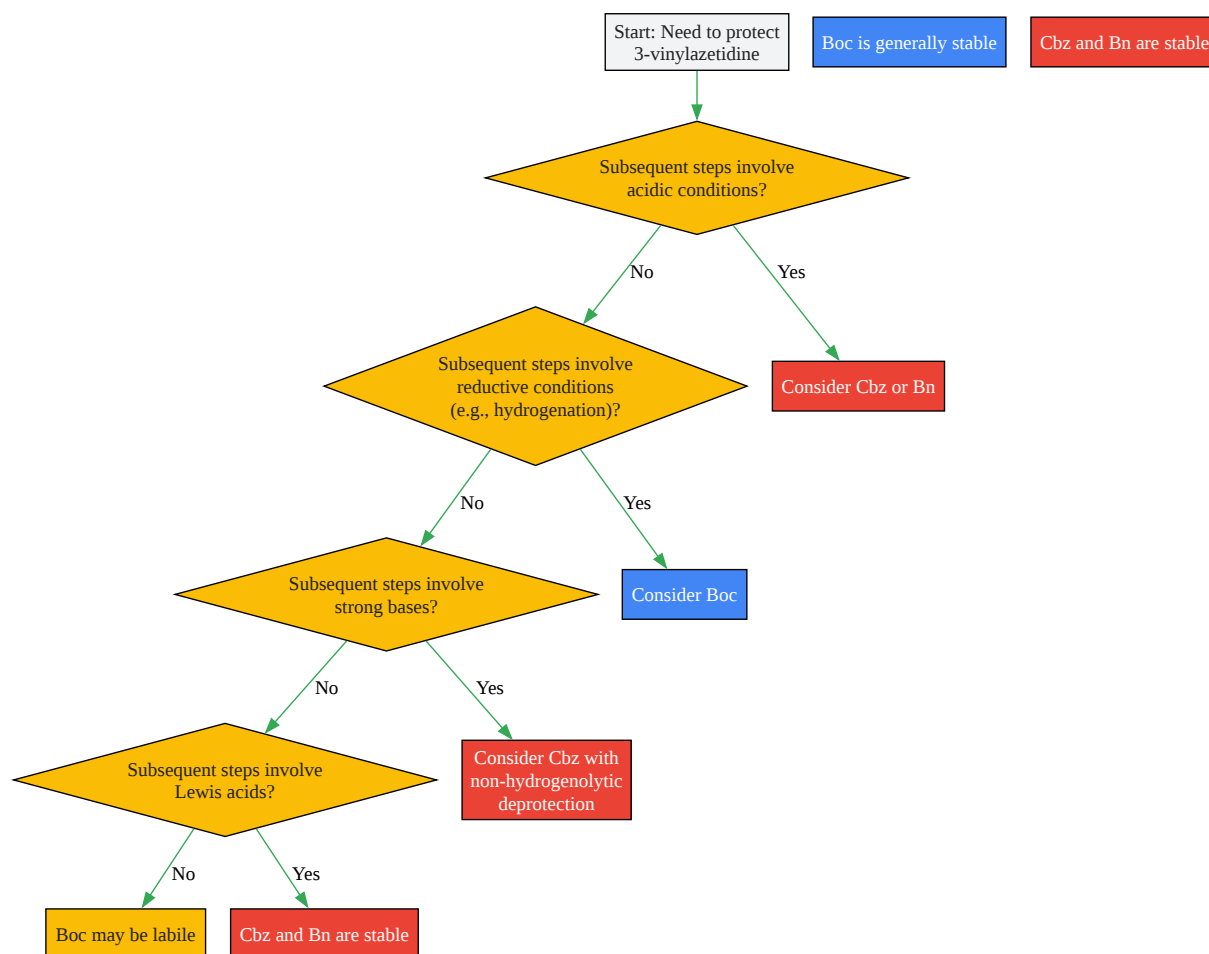 Start: Need to protect
3-vinylazetidine
Boc is generally stable
Cbz and Bn are stable
Subsequent steps involve
acidic conditions?
No
Yes
Subsequent steps involve
reductive conditions
(e.g., hydrogenation)?
Consider Cbz or Bn
No
Yes
Subsequent steps involve
strong bases?
Consider Boc
No
Yes
Subsequent steps involve
Lewis acids?
Consider Cbz with
non-hydrogenolytic
deprotection
No
Yes
Boc may be labile
Cbz and Bn are stable